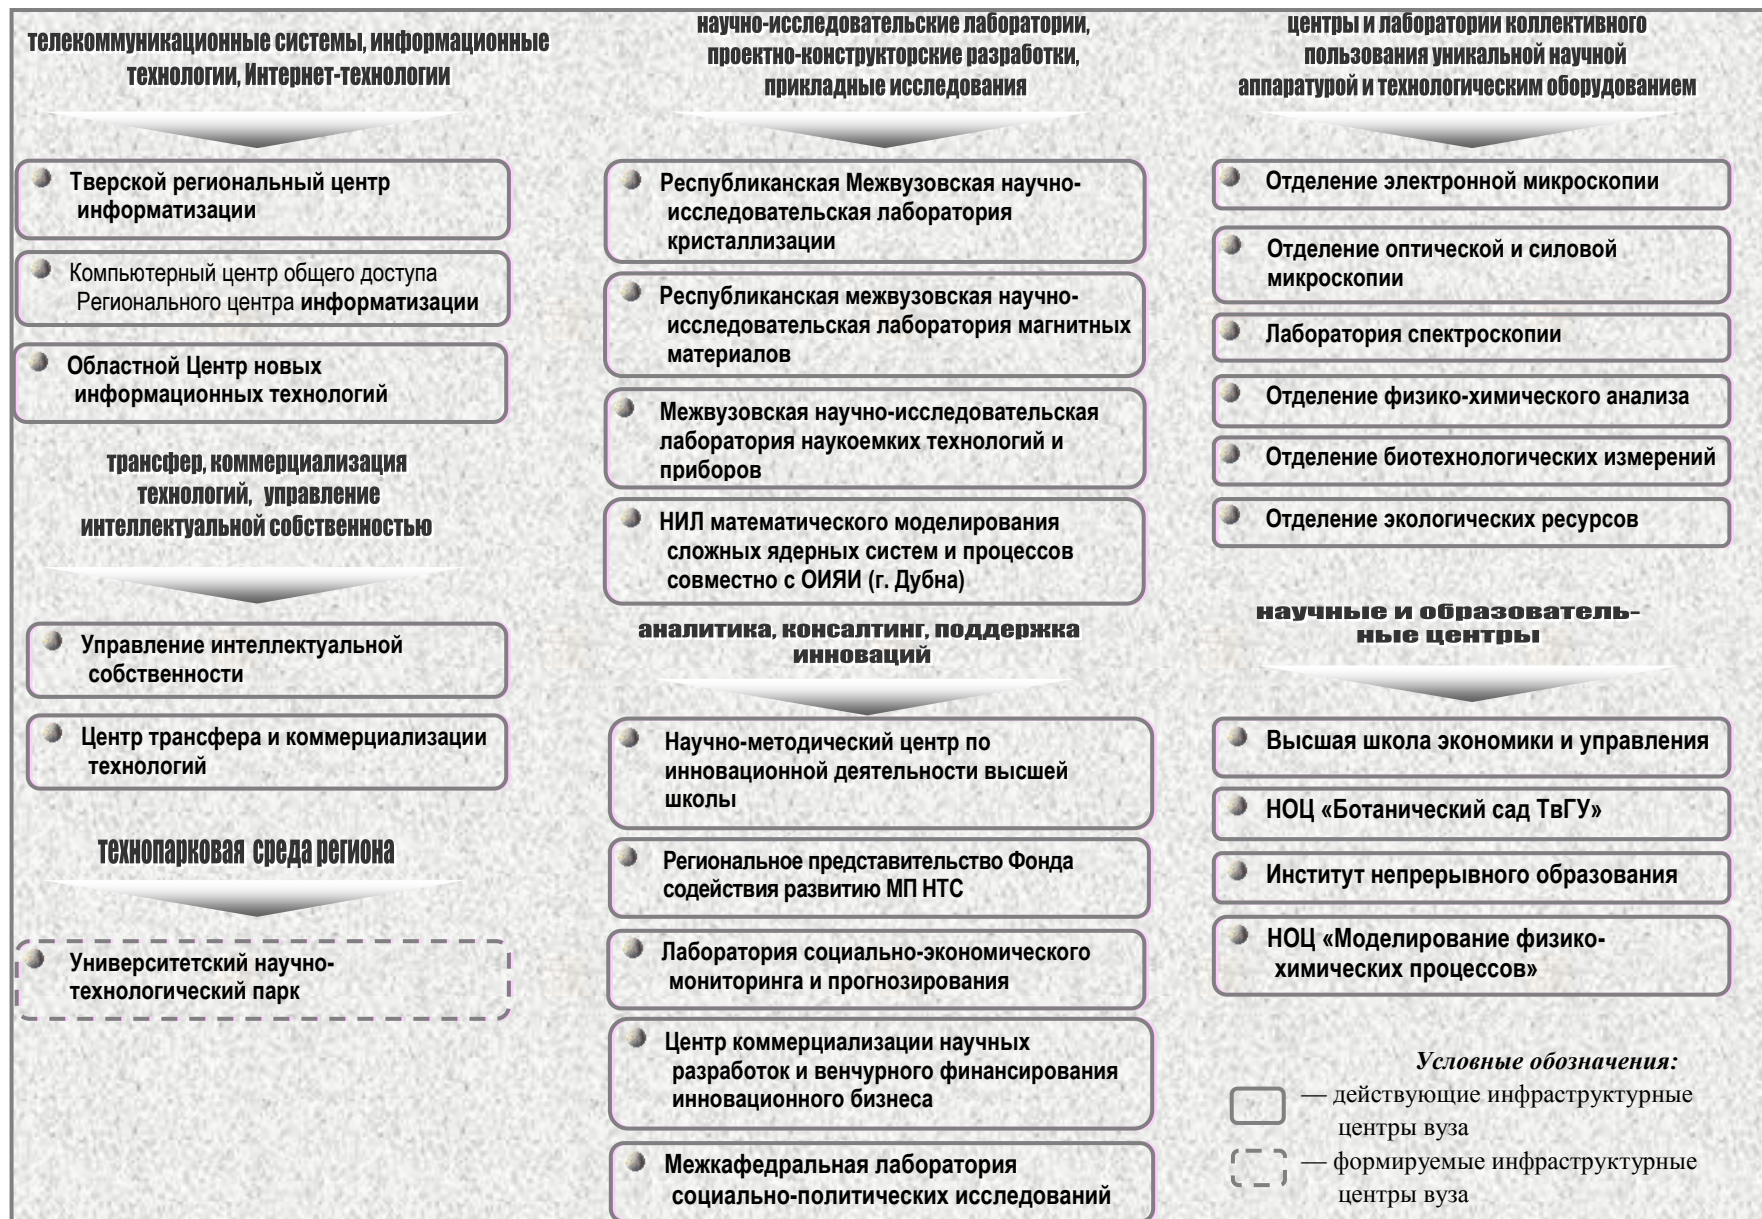 телекоммуникационные системы, информационные
технологии, Интернет-технологии
Тверской региональный центр
информатизации
Компьютерный центр общего доступа
Регионального центра информатизации
Областной Центр новых
информационных технологий
трансфер, коммерциализация
технологий, управление
интеллектуальной собственностью
Управление интеллектуальной
собственности
Центр трансфера и коммерциализации
технологий
технопарковая среда региона
Университетский научно-
технологический парк
научно-исследовательские лаборатории,
проектно-конструкторские разработки,
прикладные исследования
Республиканская Межвузовская научно-
исследовательская лаборатория
кристаллизации
Республиканская межвузовская научно-
исследовательская лаборатория магнитных
материалов
Межвузовская научно-исследовательская
лаборатория наукоемких технологий и
приборов
НИЛ математического моделирования
сложных ядерных систем и процессов
совместно с ОИЯИ (г. Дубна)
аналитика, консалтинг, поддержка
инноваций
Научно-методический центр по
инновационной деятельности высшей
школы
Региональное представительство Фонда
содействия развитию МП НТС
Лаборатория социально-экономического
мониторинга и прогнозирования
Центр коммерциализации научных
разработок и венчурного финансирования
инновационного бизнеса
Межкафедральная лаборатория
социально-политических исследований
центры и лаборатории коллективного
пользования уникальной научной
аппаратурой и технологическим оборудованием
Отделение электронной микроскопии
Отделение оптической и силовой
микроскопии
Лаборатория спектроскопии
Отделение физико-химического анализа
Отделение биотехнологических измерений
Отделение экологических ресурсов
научные и образователь-
ные центры
Высшая школа экономики и управления
НОЦ «Ботанический сад ТвГУ»
Институт непрерывного образования
НОЦ «Моделирование физико-
химических процессов»
Условные обозначения:
— действующие инфраструктурные
центры вуза
— формируемые инфраструктурные
центры вуза